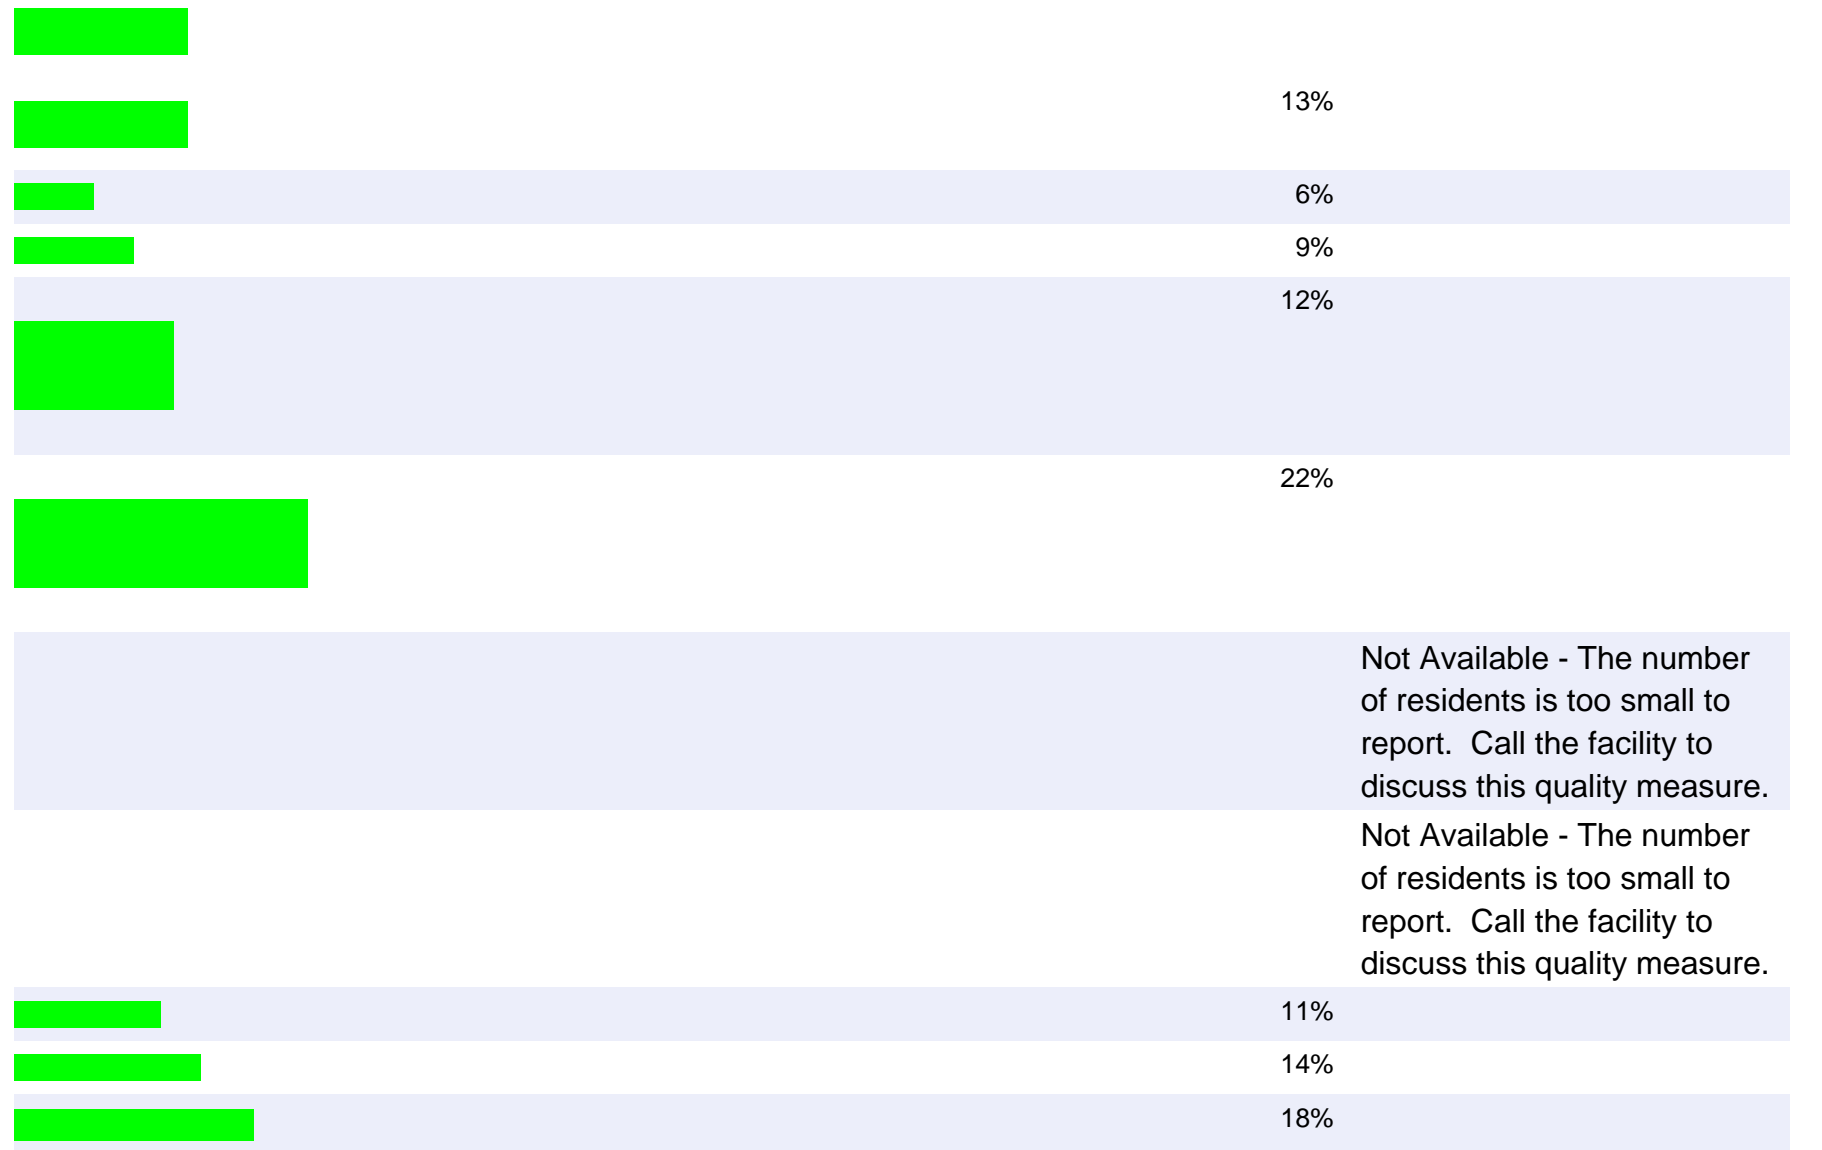 13%
6%
9%
12%
22%
Not Available - The number
of residents is too small to
report.  Call the facility to
discuss this quality measure.
Not Available - The number
of residents is too small to
report.  Call the facility to
discuss this quality measure.
11%
14%
18%